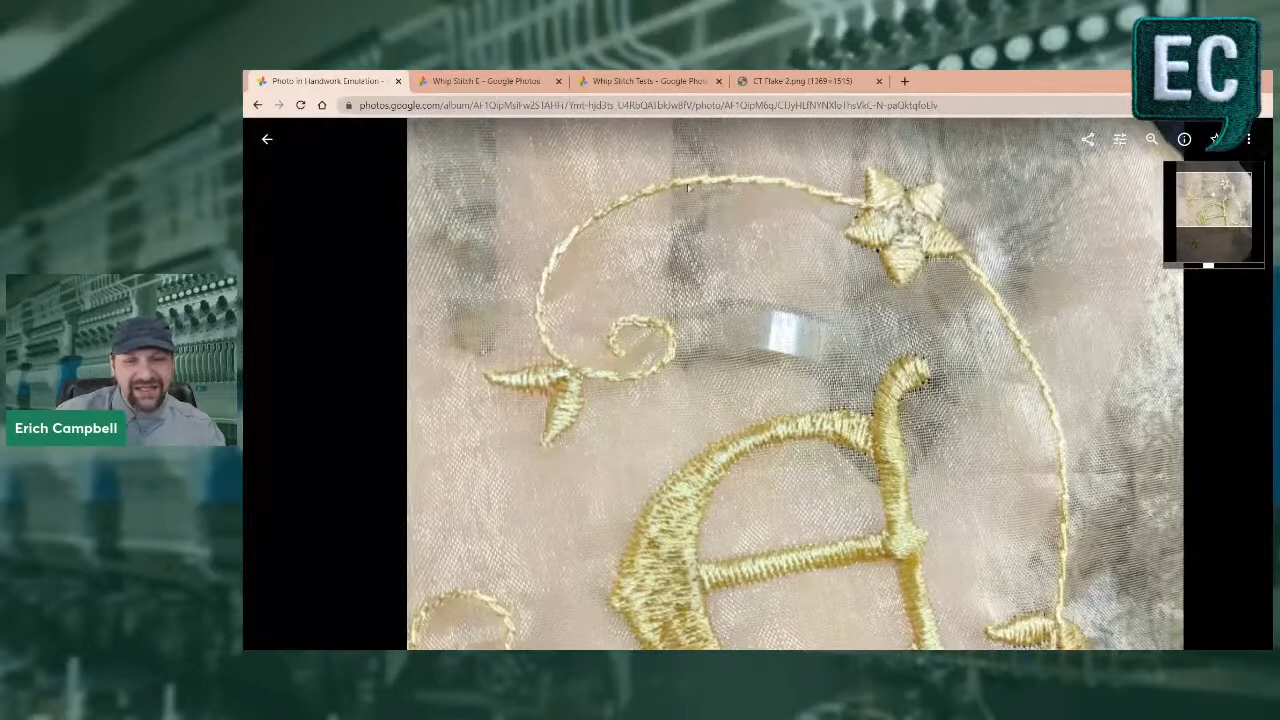 EC
Photo in Handwork Emulation -
Whip Stitch E - Google Photos
Whip Stitch Tests - Google Phot
CT Flake 2.png (1369×1515)
Erich Campbell